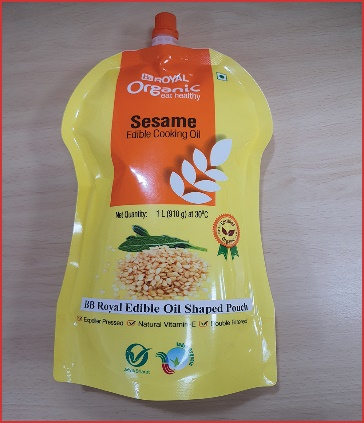 BB ROYAL
Organic
eat healthy
Sesame
Edible Cooking Oil
Net Quantity: 1 L (910 g) at 30°C
BB Royal Edible Oil Shaped Pouch
Expeller Pressed Natural Vitamin-E Double Filtered